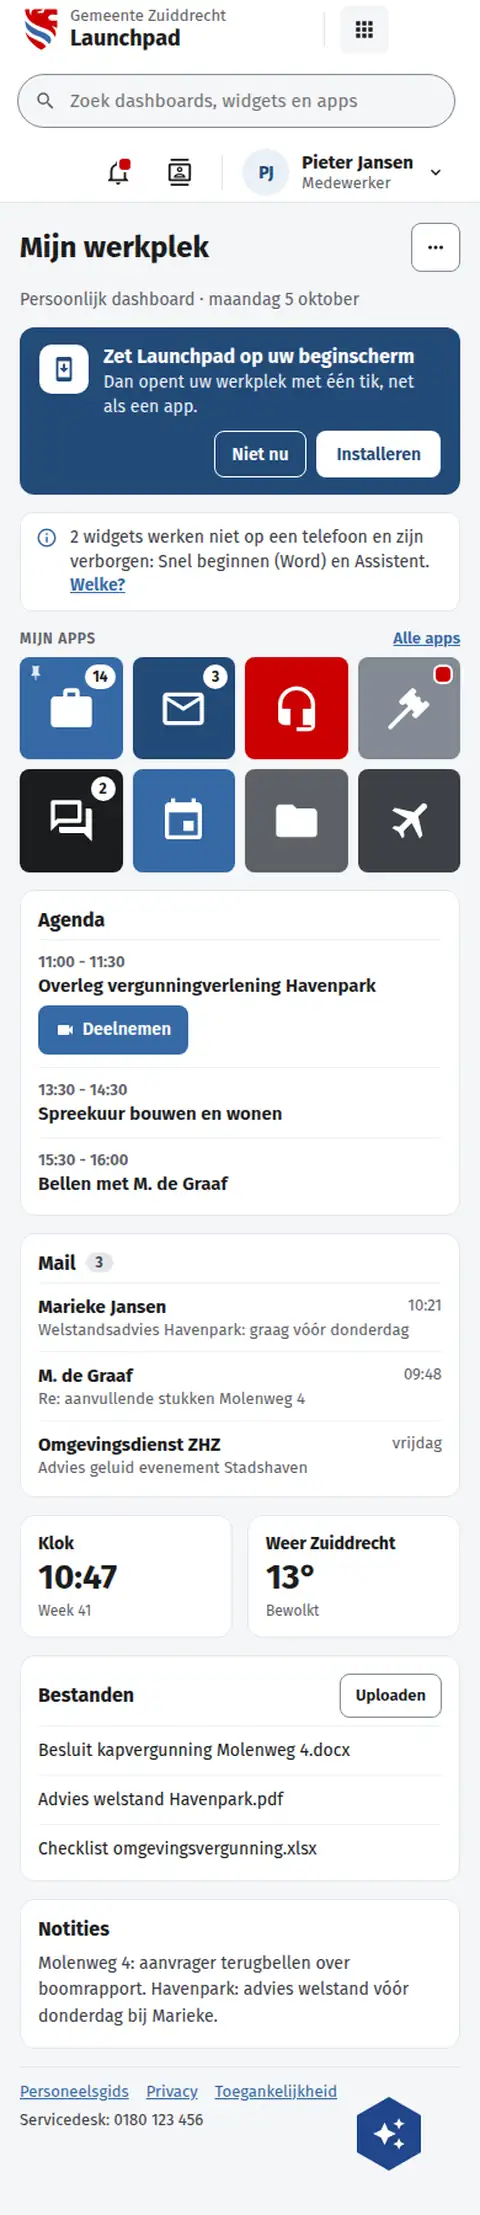 Gemeente Zuiddrecht
Launchpad
Zoek dashboards, widgets en apps
PJ
Pieter Jansen
Medewerker
Mijn werkplek
Persoonlijk dashboard · maandag 5 oktober
Zet Launchpad op uw beginscherm
Dan opent uw werkplek met één tik, net
als een app.
Niet nu
Installeren
2 widgets werken niet op een telefoon en zijn
verborgen: Snel beginnen (Word) en Assistent.
Welke?
MIJN APPS
Alle apps
14
3
2
Agenda
11:00 - 11:30
Overleg vergunningverlening Havenpark
Deelnemen
13:30 - 14:30
Spreekuur bouwen en wonen
15:30 - 16:00
Bellen met M. de Graaf
Mail 3
Marieke Jansen 10:21
Welstandsadvies Havenpark: graag vóór donderdag
M. de Graaf 09:48
Re: aanvullende stukken Molenweg 4
Omgevingsdienst ZHZ vrijdag
Advies geluid evenement Stadshaven
Klok
10:47
Week 41
Weer Zuiddrecht
13°
Bewolkt
Bestanden
Uploaden
Besluit kapvergunning Molenweg 4.docx
Advies welstand Havenpark.pdf
Checklist omgevingsvergunning.xlsx
Notities
Molenweg 4: aanvrager terugbellen over
boomrapport. Havenpark: advies welstand vóór
donderdag bij Marieke.
Personeelsgids Privacy Toegankelijkheid
Servicedesk: 0180 123 456